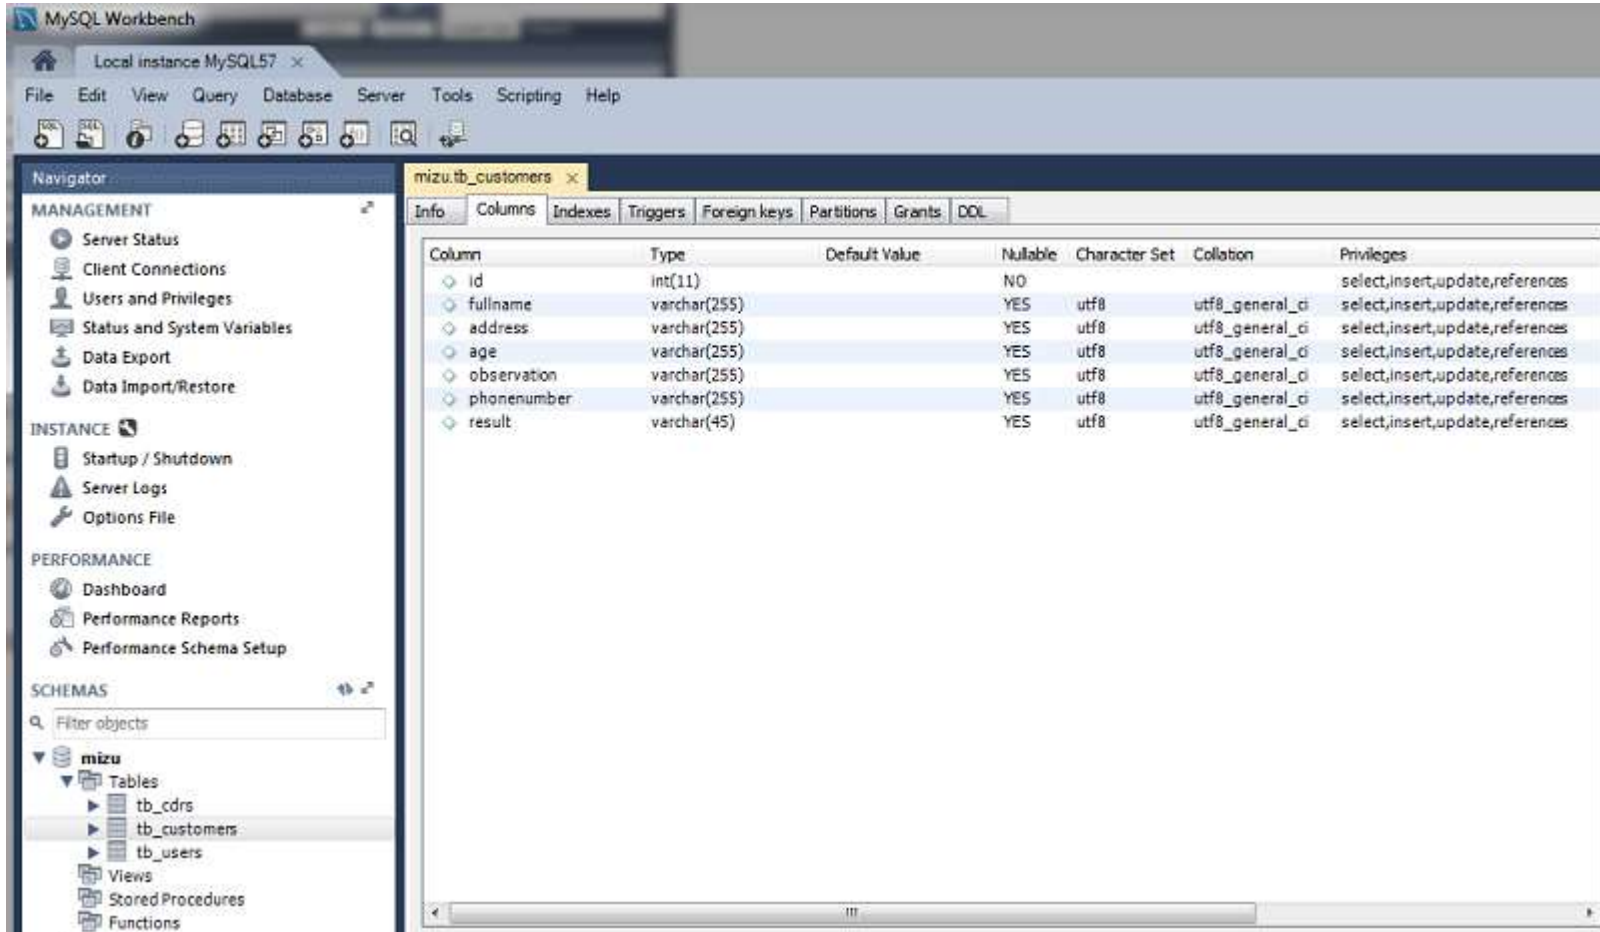 MySQL Workbench
Local instance MySQL57 ×
File Edit View Query Database Server Tools Scripting Help
Navigator
MANAGEMENT
Server Status
Client Connections
Users and Privileges
Status and System Variables
Data Export
Data Import/Restore
INSTANCE
Startup / Shutdown
Server Logs
Options File
PERFORMANCE
Dashboard
Performance Reports
Performance Schema Setup
SCHEMAS
Filter objects
mizu
Tables
tb_cdrs
tb_customers
tb_users
Views
Stored Procedures
Functions
mizu.tb_customers ×
Info Columns Indexes Triggers Foreign keys Partitions Grants DDL
Column Type Default Value Nullable Character Set Collation Privileges
id int(11) NO select,insert,update,references
fullname varchar(255) YES utf8 utf8_general_ci select,insert,update,references
address varchar(255) YES utf8 utf8_general_ci select,insert,update,references
age varchar(255) YES utf8 utf8_general_ci select,insert,update,references
observation varchar(255) YES utf8 utf8_general_ci select,insert,update,references
phonenumber varchar(255) YES utf8 utf8_general_ci select,insert,update,references
result varchar(45) YES utf8 utf8_general_ci select,insert,update,references